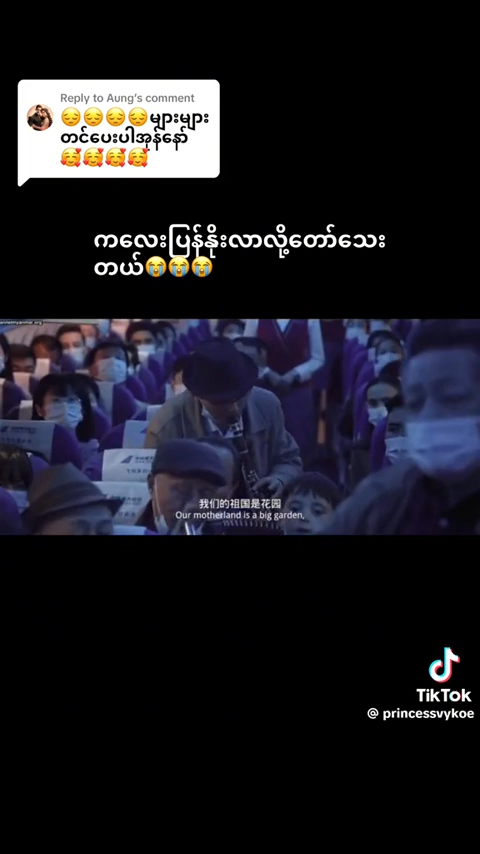 Reply to Aung's comment
😔😔😔😔များများ
တင်ပေးပါအုန်နော်
🥰🥰🥰🥰
ကလေးပြန်နိုးလာလို့တော်သေး
တယ်😭😭😭
我们的祖国是花园
Our motherland is a big garden,
TikTok
@ princessvykoe